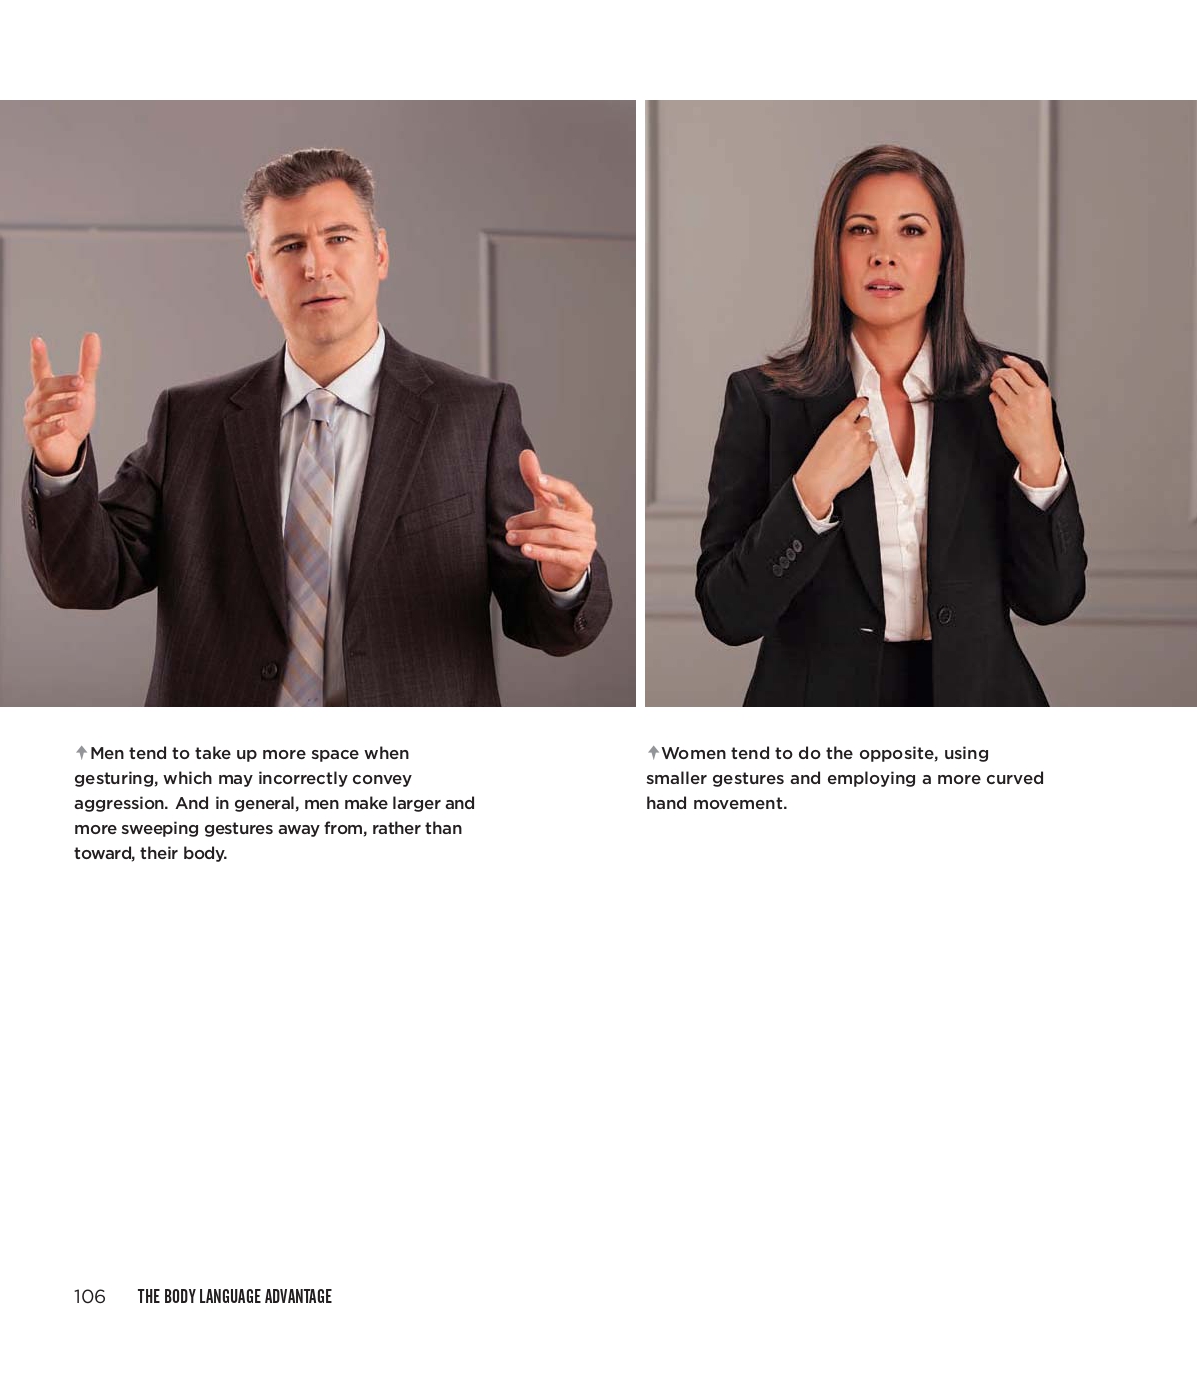 Men tend to take up more space when
gesturing, which may incorrectly convey
aggression. And in general, men make larger and
more sweeping gestures away from, rather than
toward, their body.
Women tend to do the opposite, using
smaller gestures and employing a more curved
hand movement.
106 THE BODY LANGUAGE ADVANTAGE